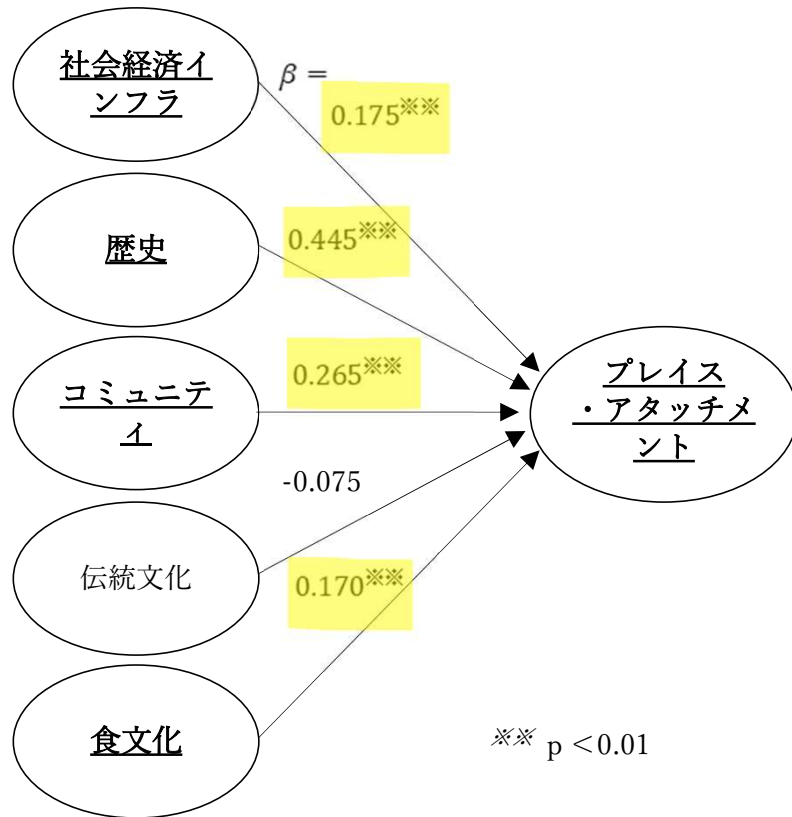 社会経済イ
ンフラ
β =
0.175※※
歴史
0.445※※
コミュニテ
ィ
0.265※※
プレイス
・アタッチメ
ント
-0.075
伝統文化
0.170※※
食文化
※※ p <0.01